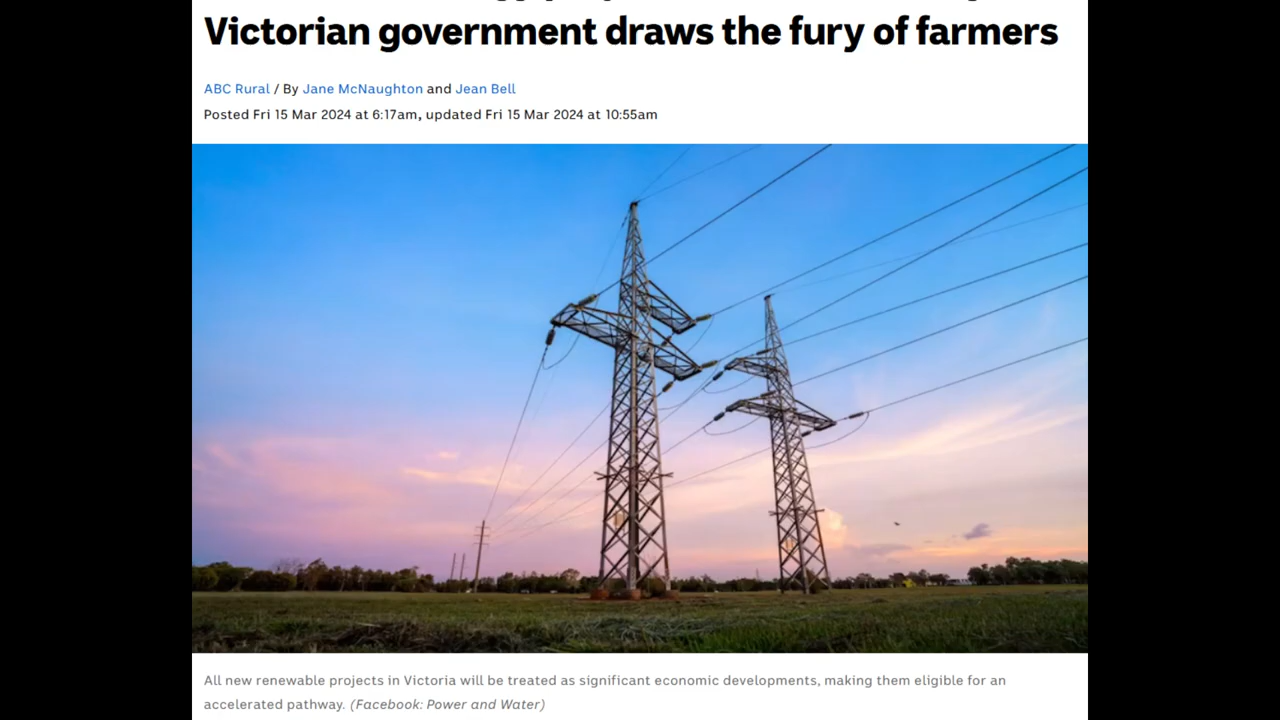 Victorian government draws the fury of farmers
ABC Rural / By Jane McNaughton and Jean Bell
Posted Fri 15 Mar 2024 at 6:17am, updated Fri 15 Mar 2024 at 10:55am
All new renewable projects in Victoria will be treated as significant economic developments, making them eligible for an
accelerated pathway. (Facebook: Power and Water)